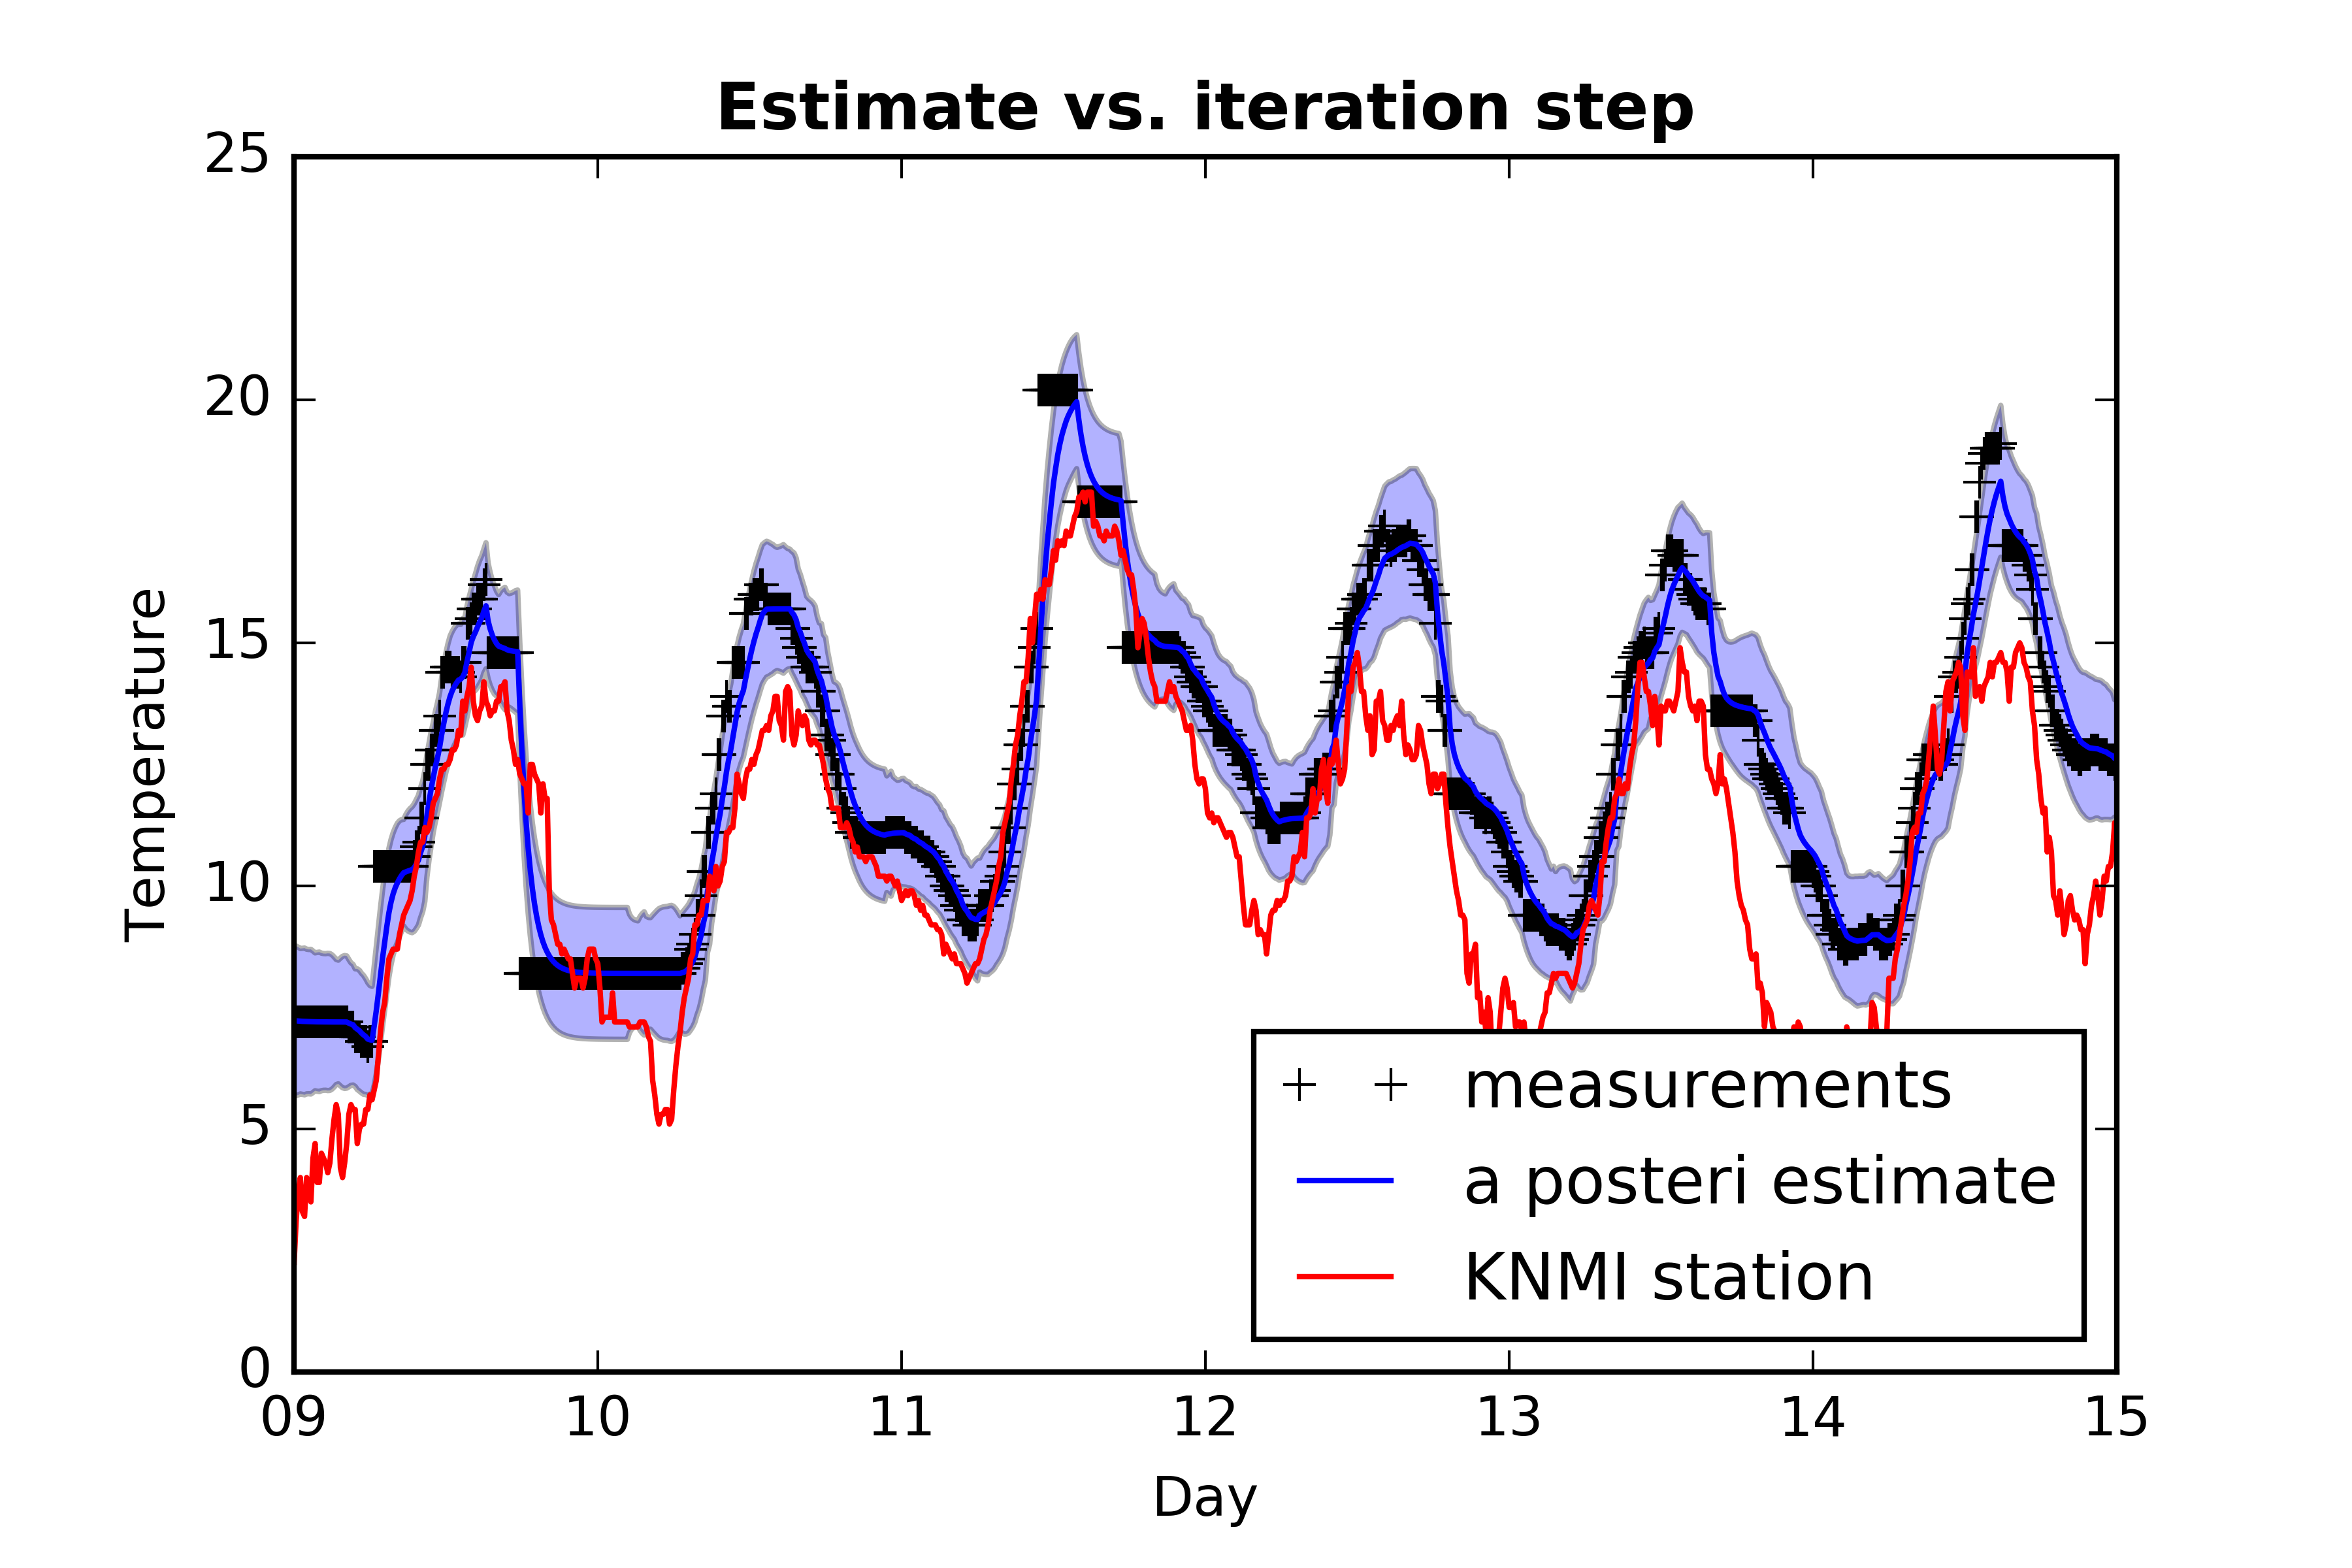 Estimate vs. iteration step
25
20
15
10
5
0
Temperature
09 10 11 12 13 14 15
Day
measurements
a posteri estimate
KNMI station